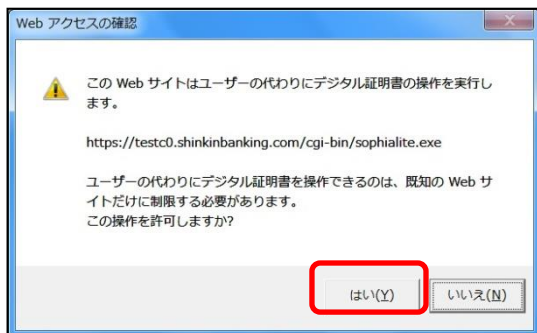 Web アクセスの確認
この Web サイトはユーザーの代わりにデジタル証明書の操作を実行し
ます。
https://testc0.shinkinbanking.com/cgi-bin/sophialite.exe
ユーザーの代わりにデジタル証明書を操作できるのは、既知の Web サ
イトだけに制限する必要があります。
この操作を許可しますか?
はい(Y) いいえ(N)